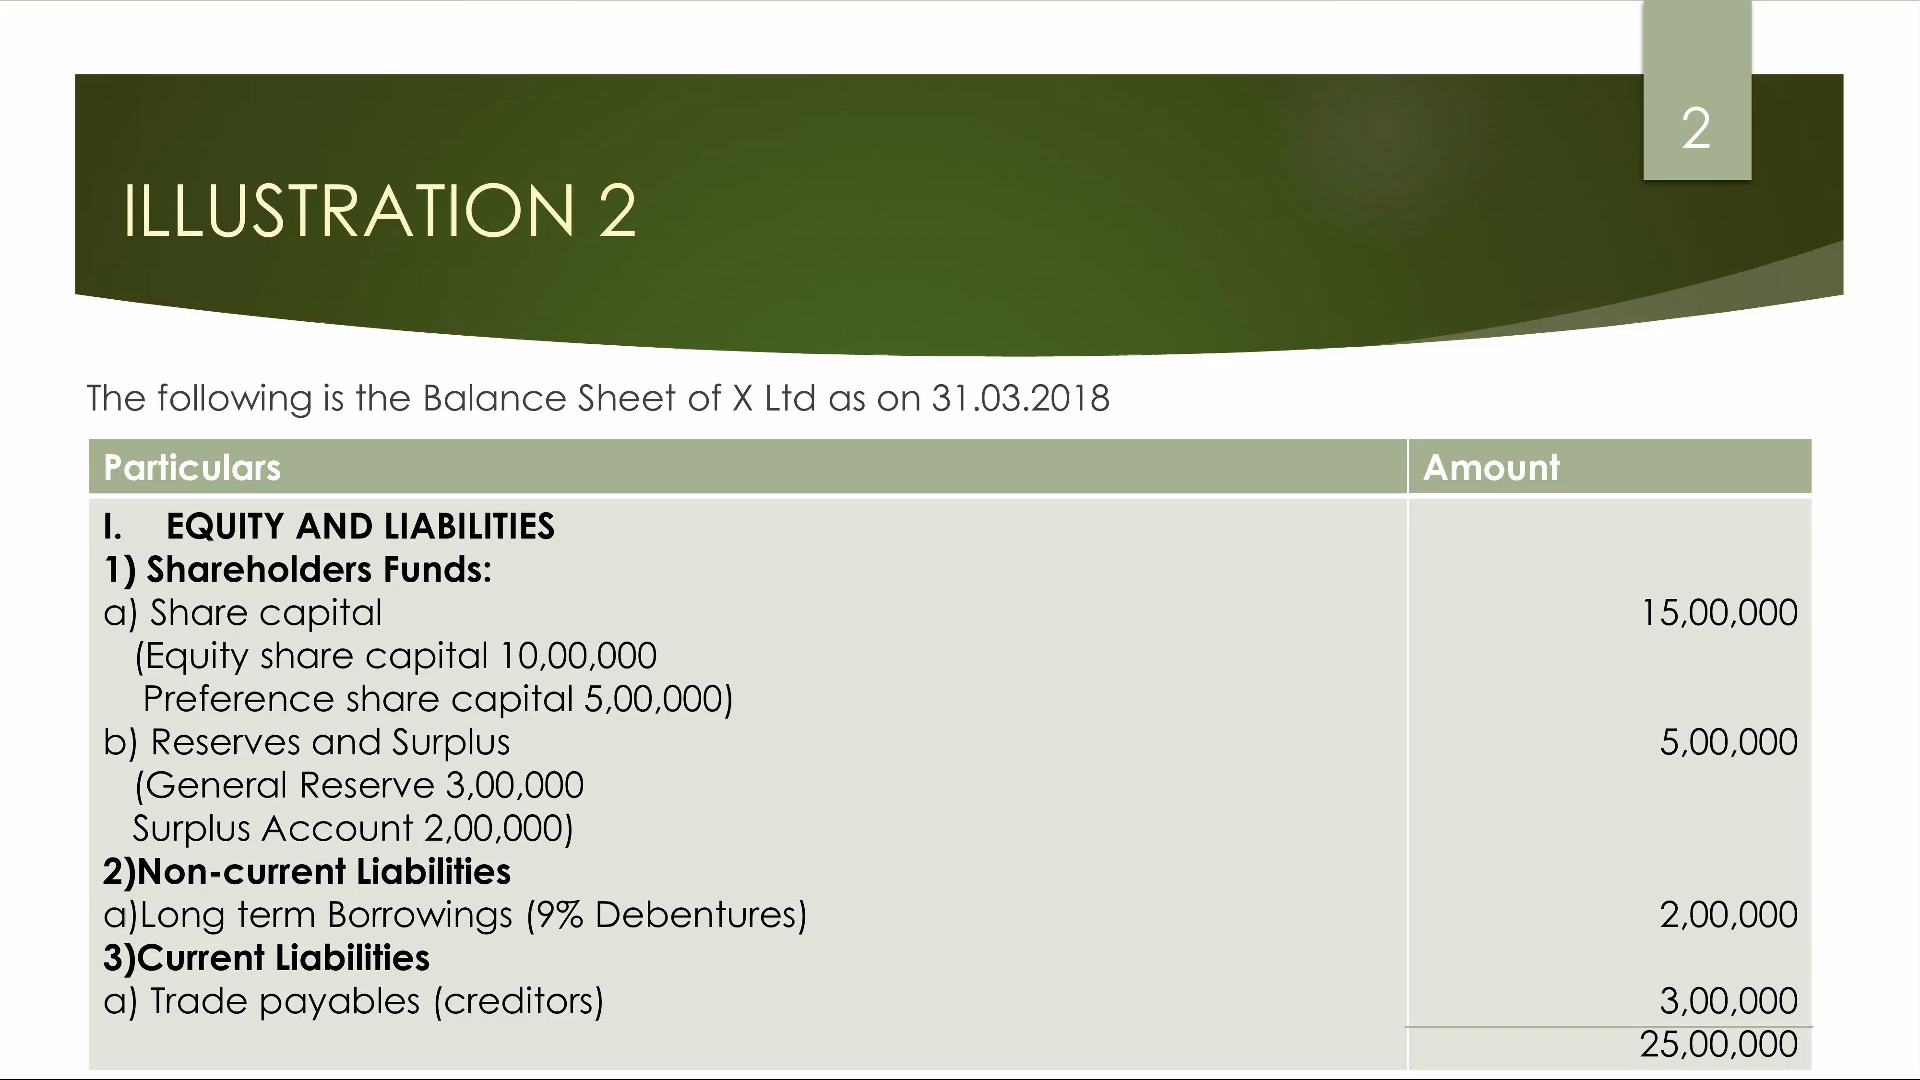 2
ILLUSTRATION 2
The following is the Balance Sheet of X Ltd as on 31.03.2018
Particulars Amount
I. EQUITY AND LIABILITIES
1) Shareholders Funds:
a) Share capital 15,00,000
(Equity share capital 10,00,000
Preference share capital 5,00,000)
b) Reserves and Surplus 5,00,000
(General Reserve 3,00,000
Surplus Account 2,00,000)
2)Non-current Liabilities
a)Long term Borrowings (9% Debentures) 2,00,000
3)Current Liabilities
a) Trade payables (creditors) 3,00,000
25,00,000